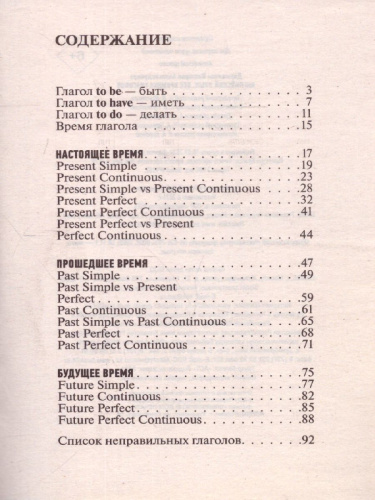 СОДЕРЖАНИЕ
Глагол to be — быть . . . . . . . . . . . . . 3
Глагол to have — иметь . . . . . . . . . . . 7
Глагол to do — делать . . . . . . . . . . . . 11
Время глагола . . . . . . . . . . . . . . . . 15
НАСТОЯЩЕЕ ВРЕМЯ. . . . . . . . . . . . . . . 17
Present Simple . . . . . . . . . . . . . . . . 19
Present Continuous. . . . . . . . . . . . . . 23
Present Simple vs Present Continuous . . . . 28
Present Perfect . . . . . . . . . . . . . . . 32
Present Perfect Continuous . . . . . . . . . 41
Present Perfect vs Present
Perfect Continuous. . . . . . . . . . . . . . 44
ПРОШЕДШЕЕ ВРЕМЯ . . . . . . . . . . . . . . . 47
Past Simple . . . . . . . . . . . . . . . . . 49
Past Simple vs Present
Perfect. . . . . . . . . . . . . . . . . . . . 59
Past Continuous . . . . . . . . . . . . . . . 61
Past Simple vs Past Continuous . . . . . . . 65
Past Perfect . . . . . . . . . . . . . . . . . 68
Past Perfect Continuous . . . . . . . . . . . 71
БУДУЩЕЕ ВРЕМЯ . . . . . . . . . . . . . . . . 75
Future Simple. . . . . . . . . . . . . . . . . 77
Future Continuous . . . . . . . . . . . . . . 82
Future Perfect . . . . . . . . . . . . . . . . 85
Future Perfect Continuous . . . . . . . . . . 88
Список неправильных глаголов. . . . . . . . . 92